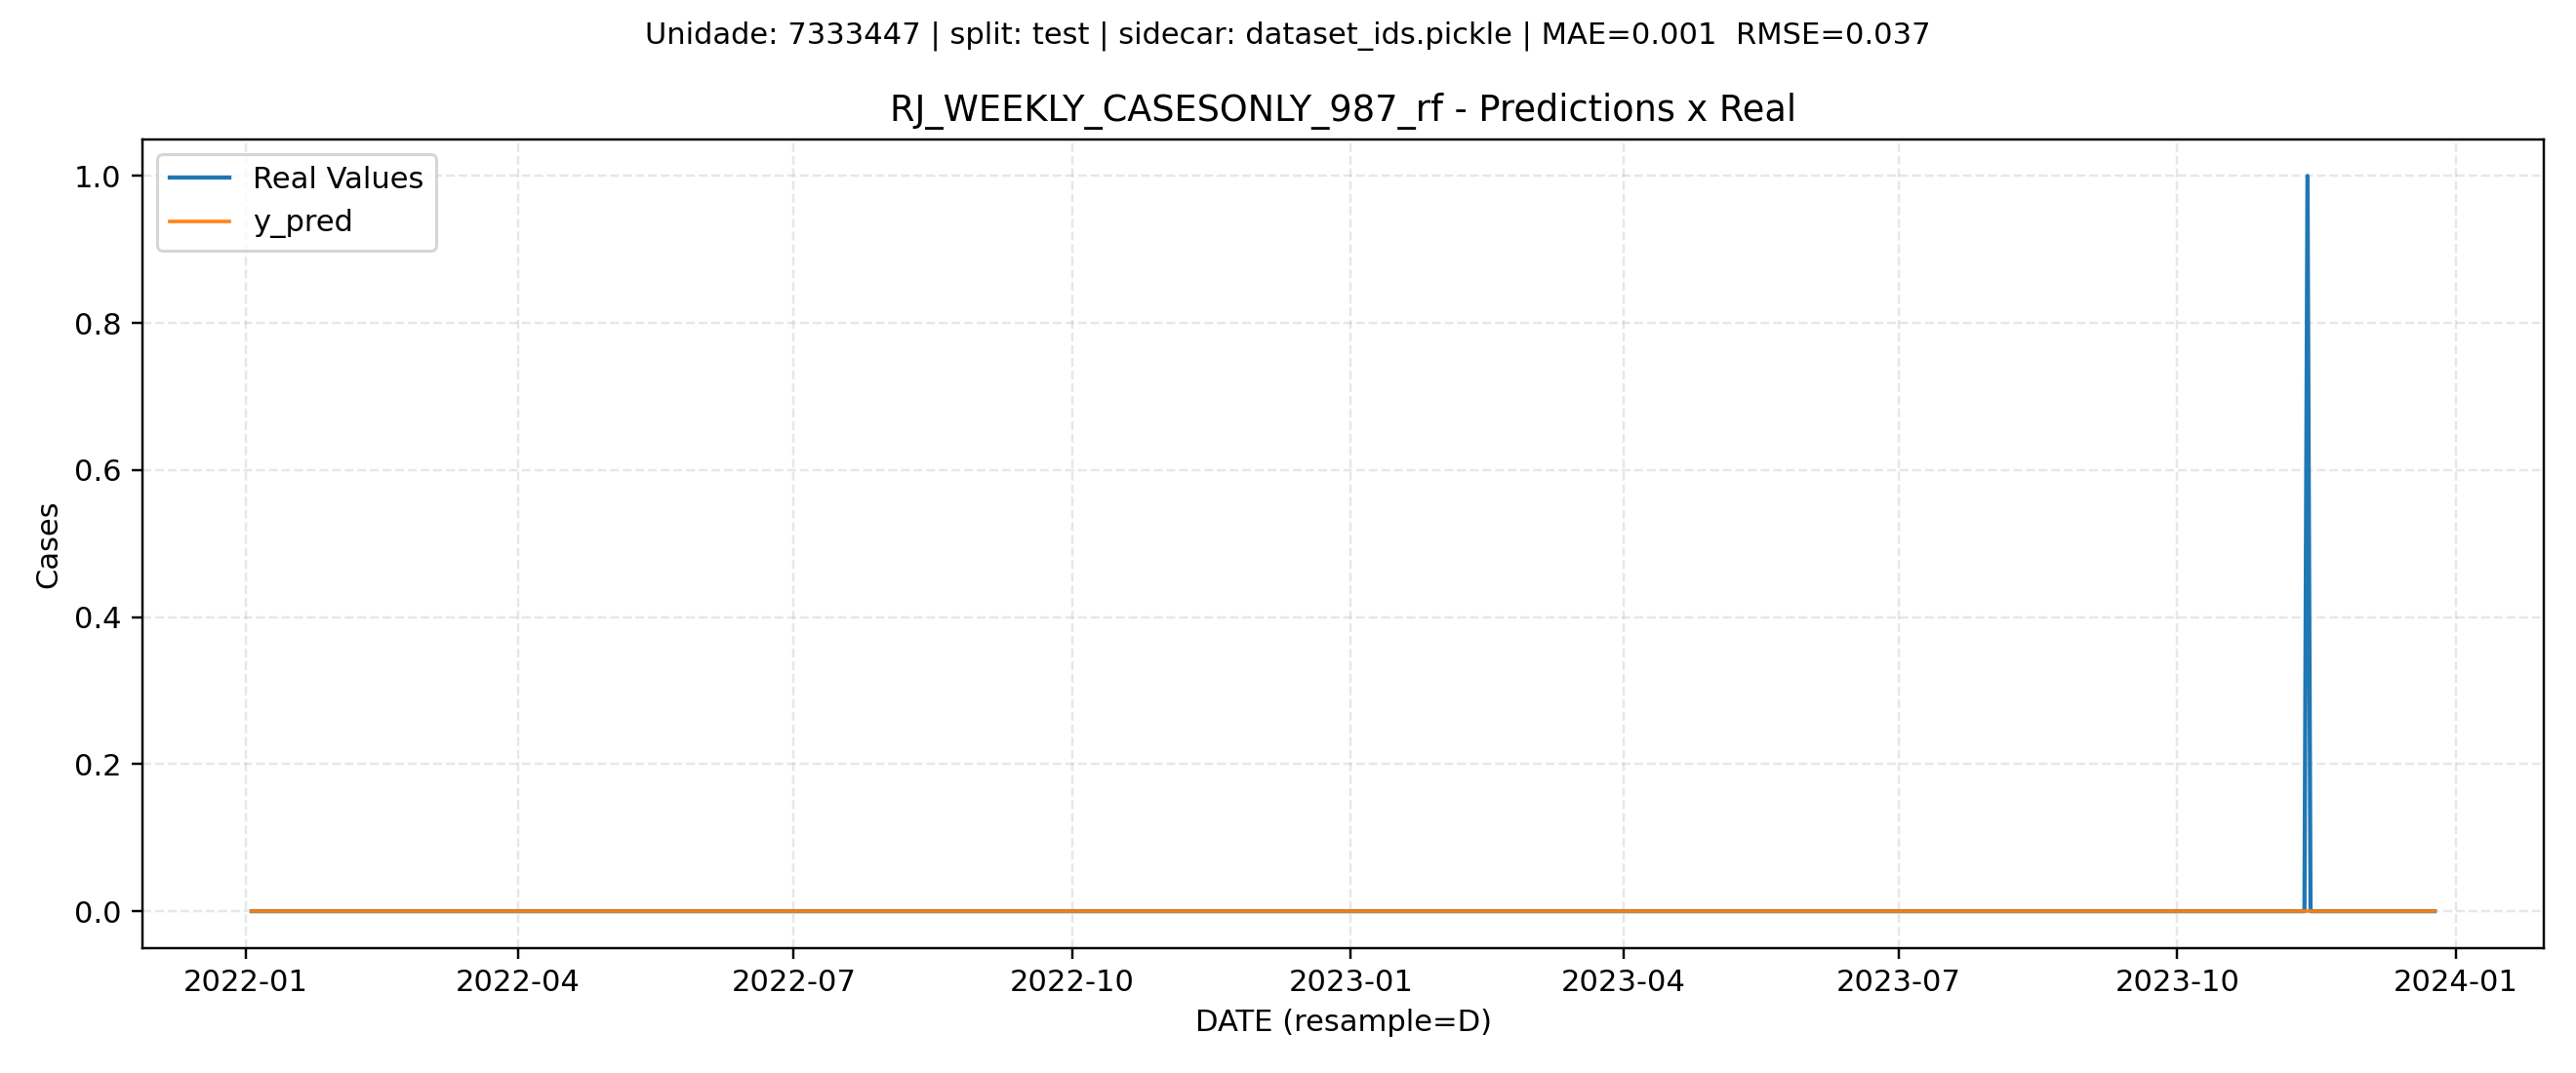 Unidade: 7333447 | split: test | sidecar: dataset_ids.pickle | MAE=0.001  RMSE=0.037
RJ_WEEKLY_CASESONLY_987_rf - Predictions x Real
Real Values
y_pred
1.0
0.8
0.6
0.4
0.2
0.0
Cases
2022-01 2022-04 2022-07 2022-10 2023-01 2023-04 2023-07 2023-10 2024-01
DATE (resample=D)